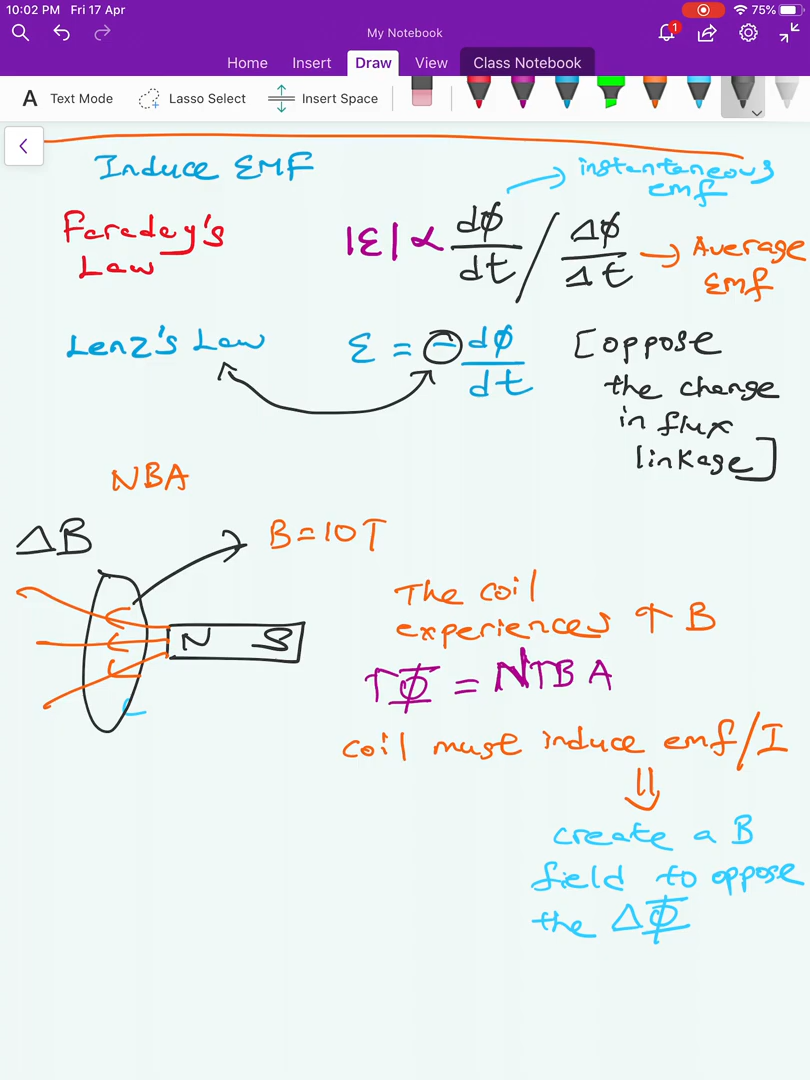 10:02 PM Fri 17 Apr
75%
My Notebook
1
Home Insert Draw View Class Notebook
A Text Mode Lasso Select Insert Space
Induce EMF
instantaneous
emf
Faraday's
Law
|Ɛ| ∝ dϕ/dt / Δϕ/Δt
→ Average
Emf
Lenz's Law
Ɛ = - dϕ/dt
[oppose
the change
in flux
linkage]
NBA
ΔB
B = 10T
N S
The coil
experiences ↑ B
↑Φ = N↑BA
coil must induce emf/I
⇓
create a B
field to oppose
the ΔΦ